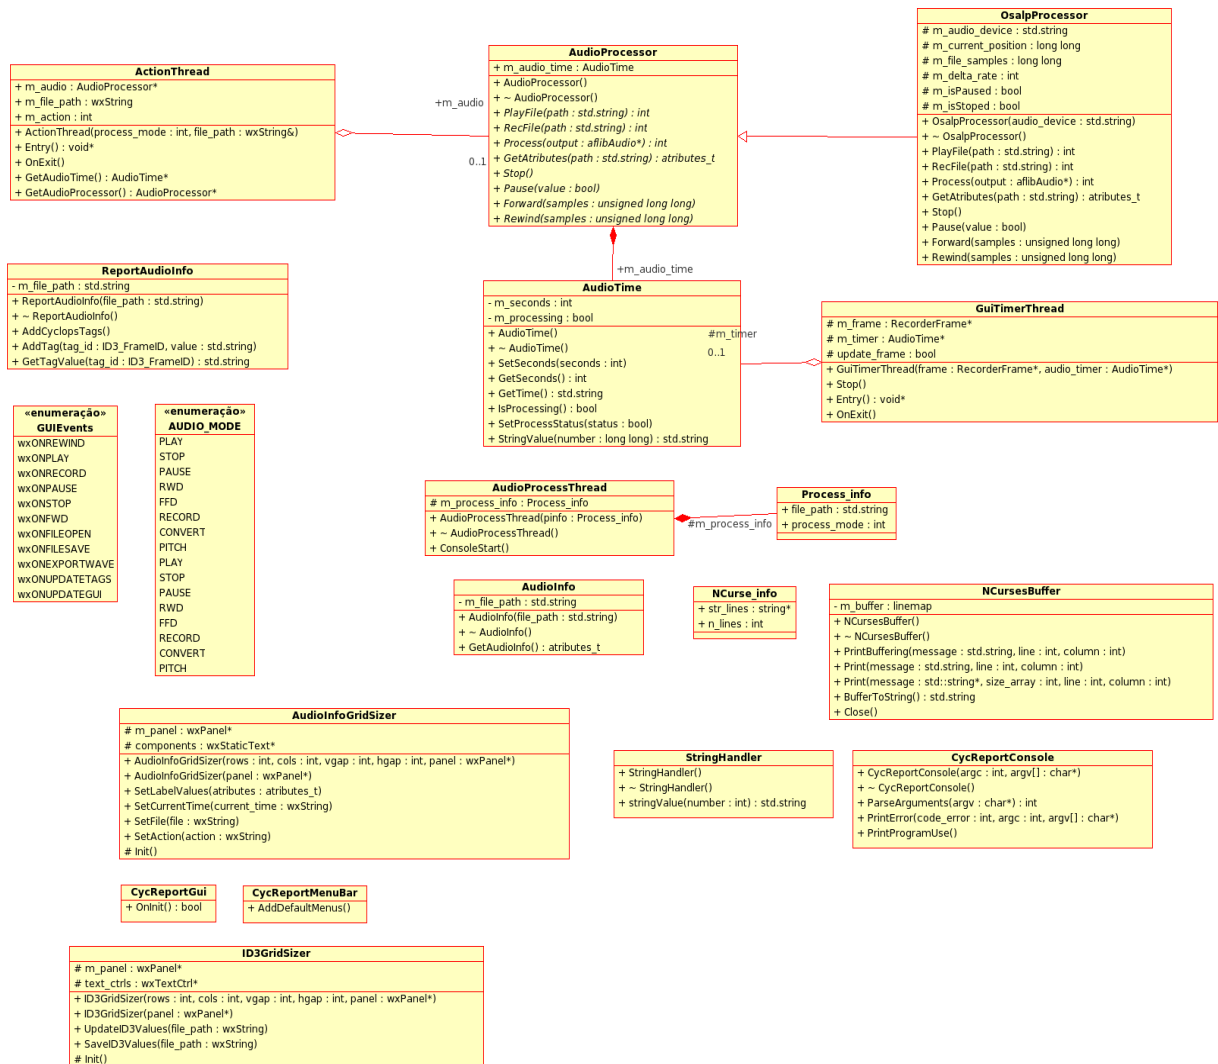 ActionThread
+ m_audio : AudioProcessor*
+ m_file_path : wxString
+ m_action : int
+ ActionThread(process_mode : int, file_path : wxString&)
+ Entry() : void*
+ OnExit()
+ GetAudioTime() : AudioTime*
+ GetAudioProcessor() : AudioProcessor*
+m_audio
0..1
AudioProcessor
+ m_audio_time : AudioTime
+ AudioProcessor()
+ ~ AudioProcessor()
+ PlayFile(path : std.string) : int
+ RecFile(path : std.string) : int
+ Process(output : aflibAudio*) : int
+ GetAtributes(path : std.string) : atributes_t
+ Stop()
+ Pause(value : bool)
+ Forward(samples : unsigned long long)
+ Rewind(samples : unsigned long long)
OsalpProcessor
# m_audio_device : std.string
# m_current_position : long long
# m_file_samples : long long
# m_delta_rate : int
# m_isPaused : bool
# m_isStoped : bool
+ OsalpProcessor(audio_device : std.string)
+ ~ OsalpProcessor()
+ PlayFile(path : std.string) : int
+ RecFile(path : std.string) : int
+ Process(output : aflibAudio*) : int
+ GetAtributes(path : std.string) : atributes_t
+ Stop()
+ Pause(value : bool)
+ Forward(samples : unsigned long long)
+ Rewind(samples : unsigned long long)
ReportAudioInfo
- m_file_path : std.string
+ ReportAudioInfo(file_path : std.string)
+ ~ ReportAudioInfo()
+ AddCyclopsTags()
+ AddTag(tag_id : ID3_FrameID, value : std.string)
+ GetTagValue(tag_id : ID3_FrameID) : std.string
+m_audio_time
AudioTime
- m_seconds : int
- m_processing : bool
+ AudioTime()
+ ~ AudioTime()
+ SetSeconds(seconds : int)
+ GetSeconds() : int
+ GetTime() : std.string
+ IsProcessing() : bool
+ SetProcessStatus(status : bool)
+ StringValue(number : long long) : std.string
#m_timer
0..1
GuiTimerThread
# m_frame : RecorderFrame*
# m_timer : AudioTime*
# update_frame : bool
+ GuiTimerThread(frame : RecorderFrame*, audio_timer : AudioTime*)
+ Stop()
+ Entry() : void*
+ OnExit()
«enumeração»
GUIEvents
wxONREWIND
wxONPLAY
wxONRECORD
wxONPAUSE
wxONSTOP
wxONFWD
wxONFILEOPEN
wxONFILESAVE
wxONEXPORTWAVE
wxONUPDATETAGS
wxONUPDATEGUI
«enumeração»
AUDIO_MODE
PLAY
STOP
PAUSE
RWD
FFD
RECORD
CONVERT
PITCH
PLAY
STOP
PAUSE
RWD
FFD
RECORD
CONVERT
PITCH
AudioProcessThread
# m_process_info : Process_info
+ AudioProcessThread(pinfo : Process_info)
+ ~ AudioProcessThread()
+ ConsoleStart()
#m_process_info
Process_info
+ file_path : std.string
+ process_mode : int
AudioInfo
- m_file_path : std.string
+ AudioInfo(file_path : std.string)
+ ~ AudioInfo()
+ GetAudioInfo() : atributes_t
NCurse_info
+ str_lines : string*
+ n_lines : int
NCursesBuffer
- m_buffer : linemap
+ NCursesBuffer()
+ ~ NCursesBuffer()
+ PrintBuffering(message : std.string, line : int, column : int)
+ Print(message : std.string, line : int, column : int)
+ Print(message : std::string*, size_array : int, line : int, column : int)
+ BufferToString() : std.string
+ Close()
AudioInfoGridSizer
# m_panel : wxPanel*
# components : wxStaticText*
+ AudioInfoGridSizer(rows : int, cols : int, vgap : int, hgap : int, panel : wxPanel*)
+ AudioInfoGridSizer(panel : wxPanel*)
+ SetLabelValues(atributes : atributes_t)
+ SetCurrentTime(current_time : wxString)
+ SetFile(file : wxString)
+ SetAction(action : wxString)
# Init()
StringHandler
+ StringHandler()
+ ~ StringHandler()
+ stringValue(number : int) : std.string
CycReportConsole
+ CycReportConsole(argc : int, argv[] : char*)
+ ~ CycReportConsole()
+ ParseArguments(argv : char*) : int
+ PrintError(code_error : int, argc : int, argv[] : char*)
+ PrintProgramUse()
CycReportGui
+ OnInit() : bool
CycReportMenuBar
+ AddDefaultMenus()
ID3GridSizer
# m_panel : wxPanel*
# text_ctrls : wxTextCtrl*
+ ID3GridSizer(rows : int, cols : int, vgap : int, hgap : int, panel : wxPanel*)
+ ID3GridSizer(panel : wxPanel*)
+ UpdateID3Values(file_path : wxString)
+ SaveID3Values(file_path : wxString)
# Init()